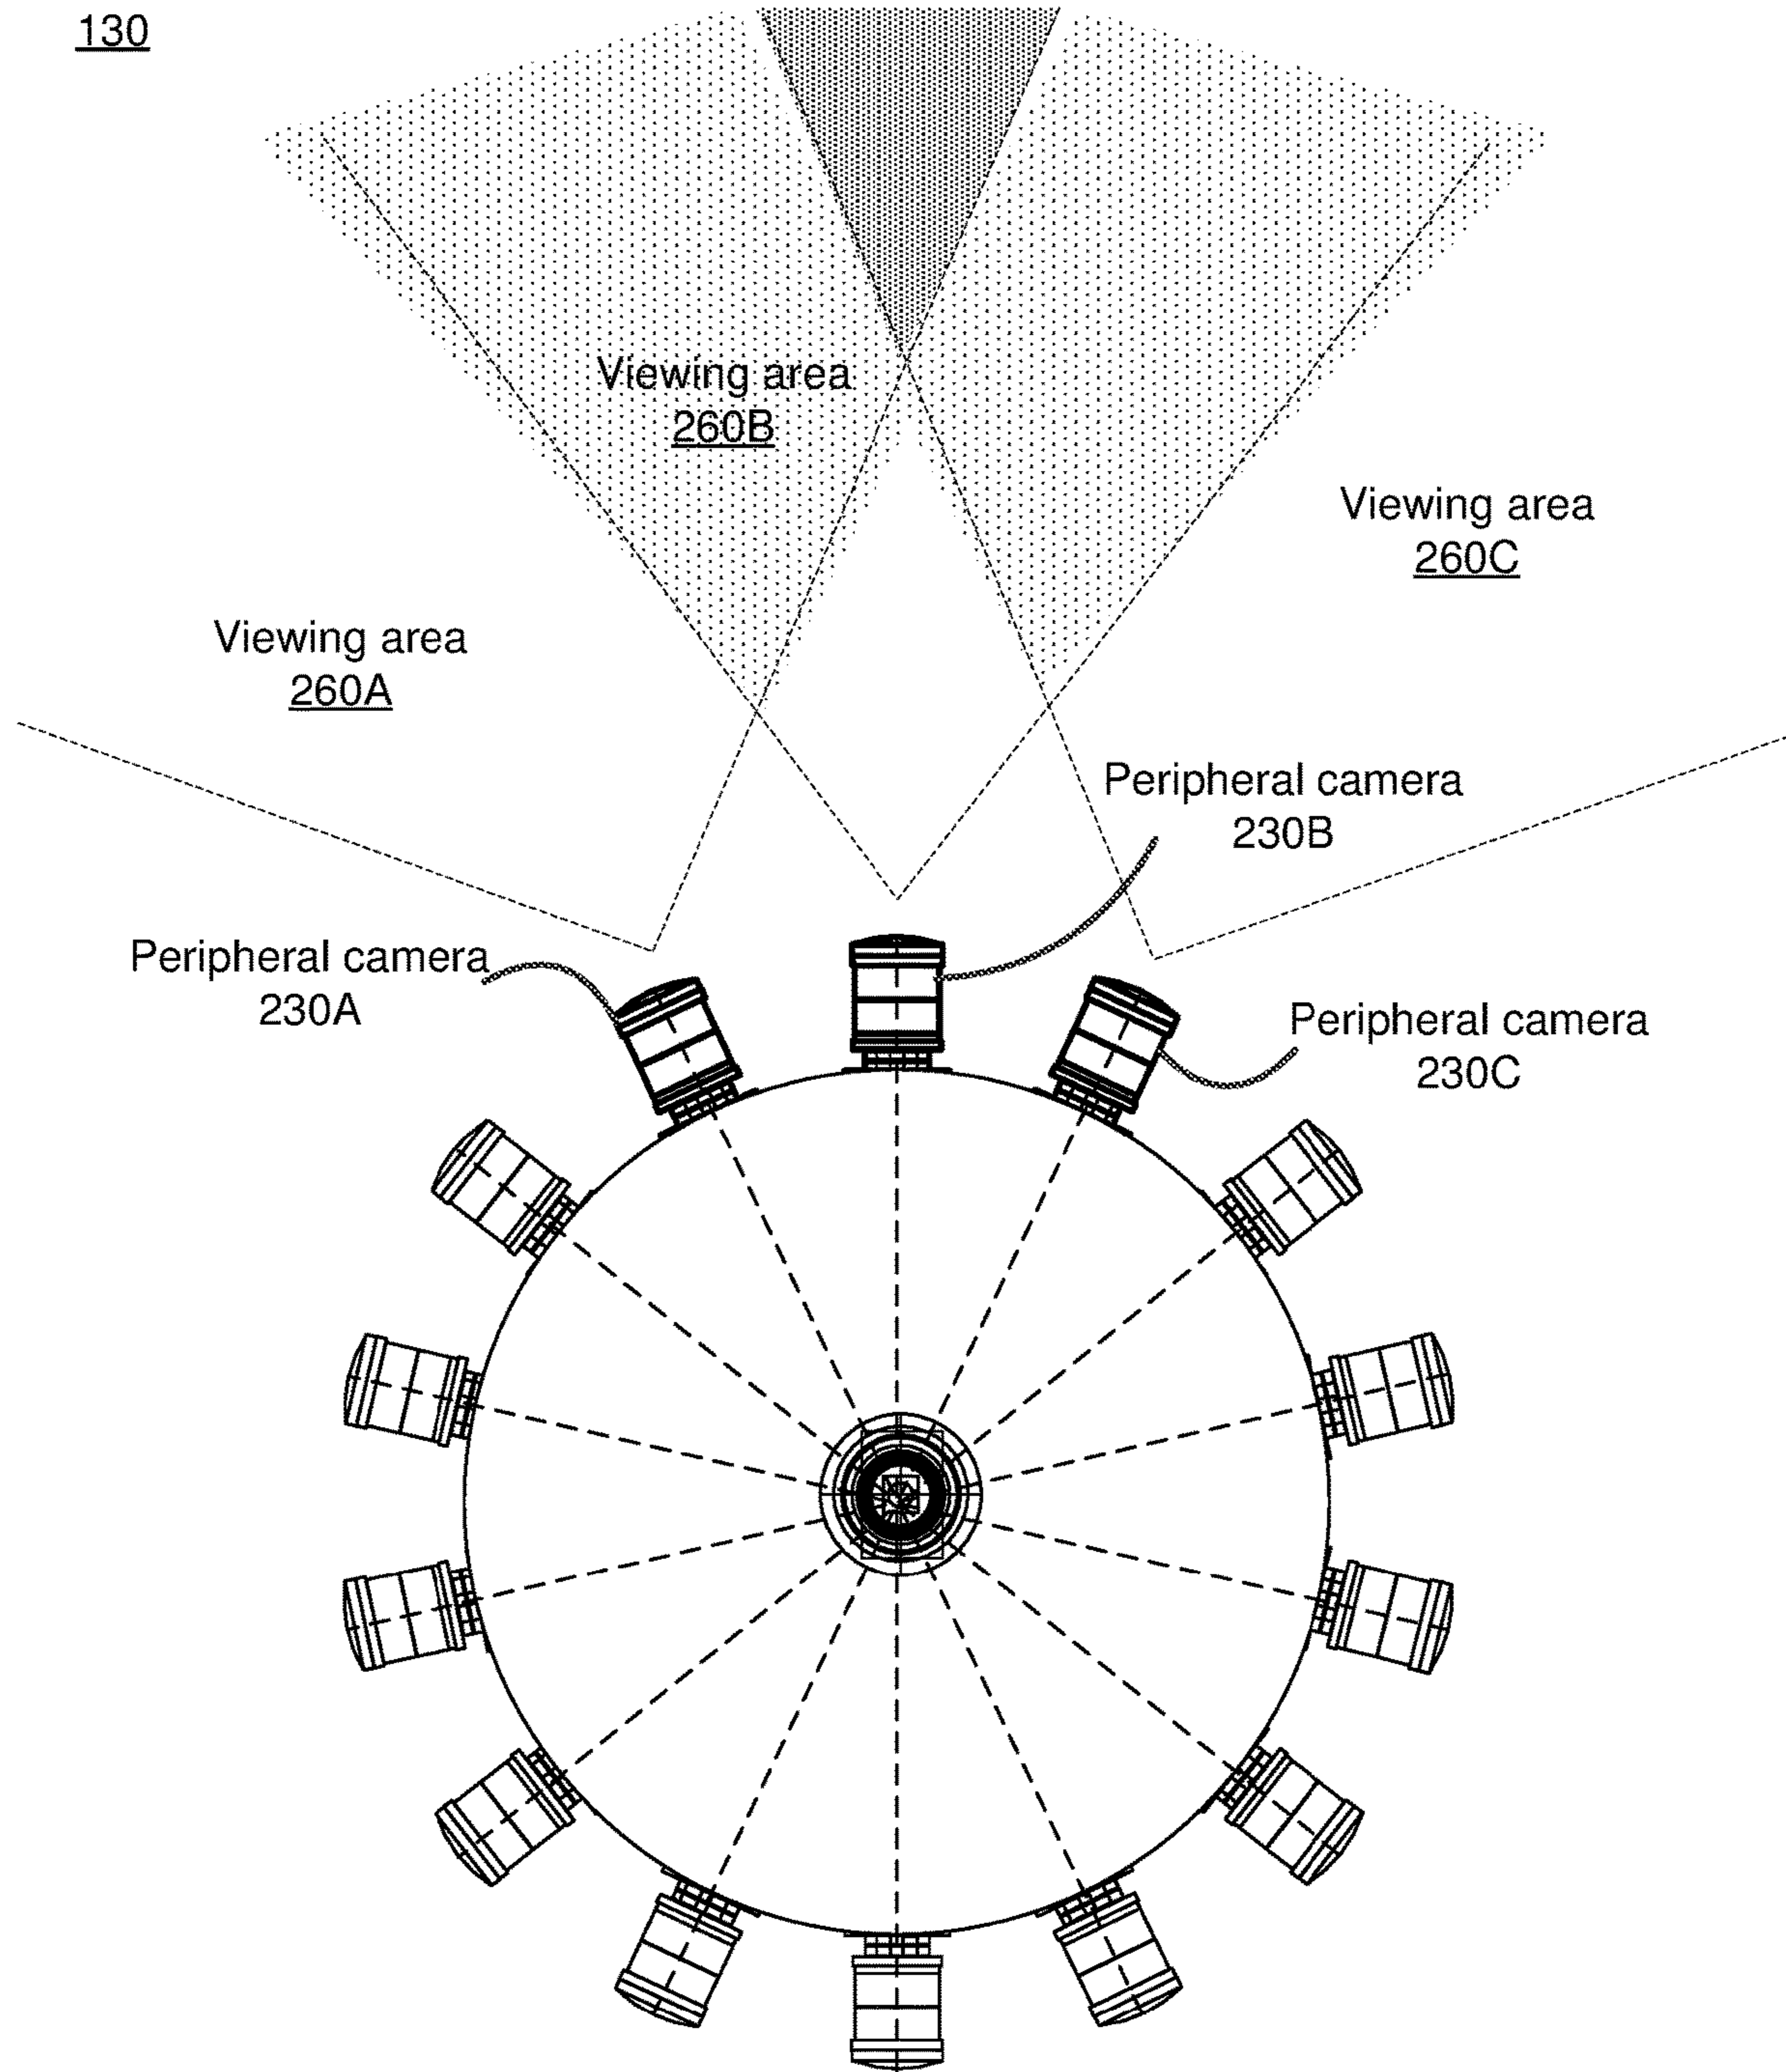 130
Viewing area
260B
Viewing area
260C
Viewing area
260A
Peripheral camera
230B
Peripheral camera
230A
Peripheral camera
230C